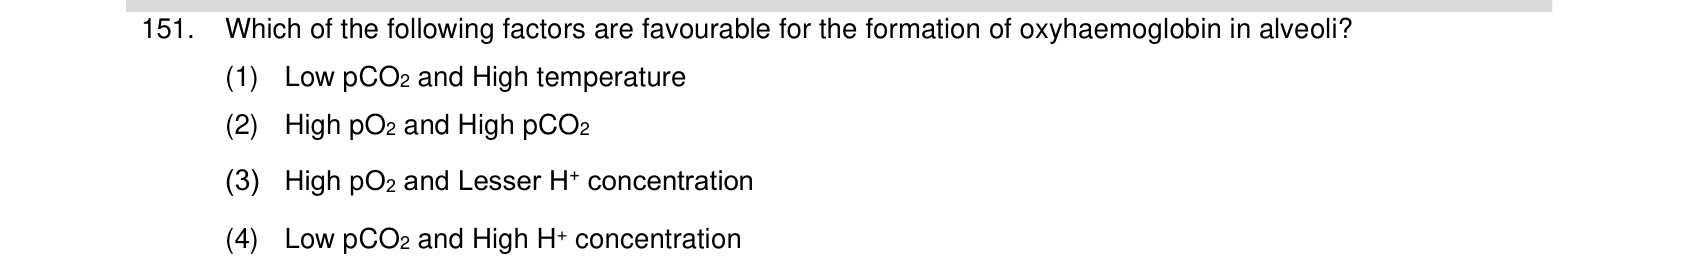 151. Which of the following factors are favourable for the formation of oxyhaemoglobin in alveoli?
(1) Low pCO₂ and High temperature
(2) High pO₂ and High pCO₂
(3) High pO₂ and Lesser H⁺ concentration
(4) Low pCO₂ and High H⁺ concentration